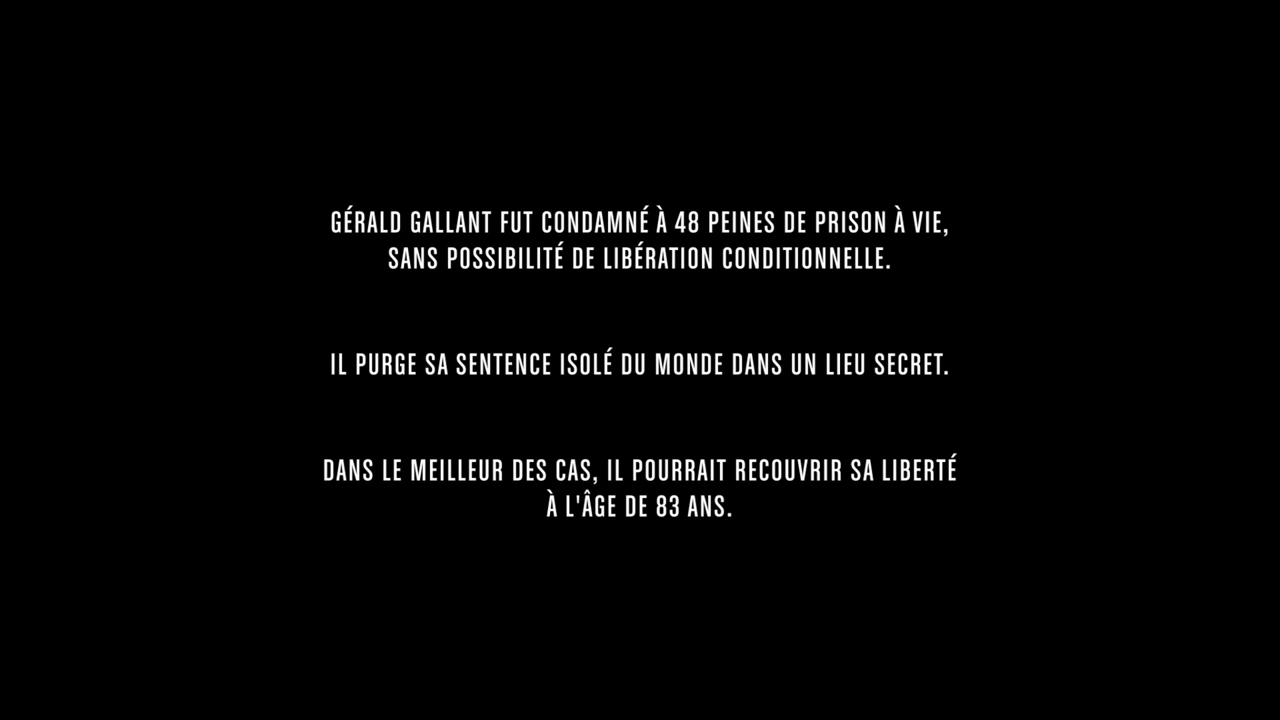 GÉRALD GALLANT FUT CONDAMNÉ À 48 PEINES DE PRISON À VIE,
SANS POSSIBILITÉ DE LIBÉRATION CONDITIONNELLE.
IL PURGE SA SENTENCE ISOLÉ DU MONDE DANS UN LIEU SECRET.
DANS LE MEILLEUR DES CAS, IL POURRAIT RECOUVRIR SA LIBERTÉ
À L'ÂGE DE 83 ANS.